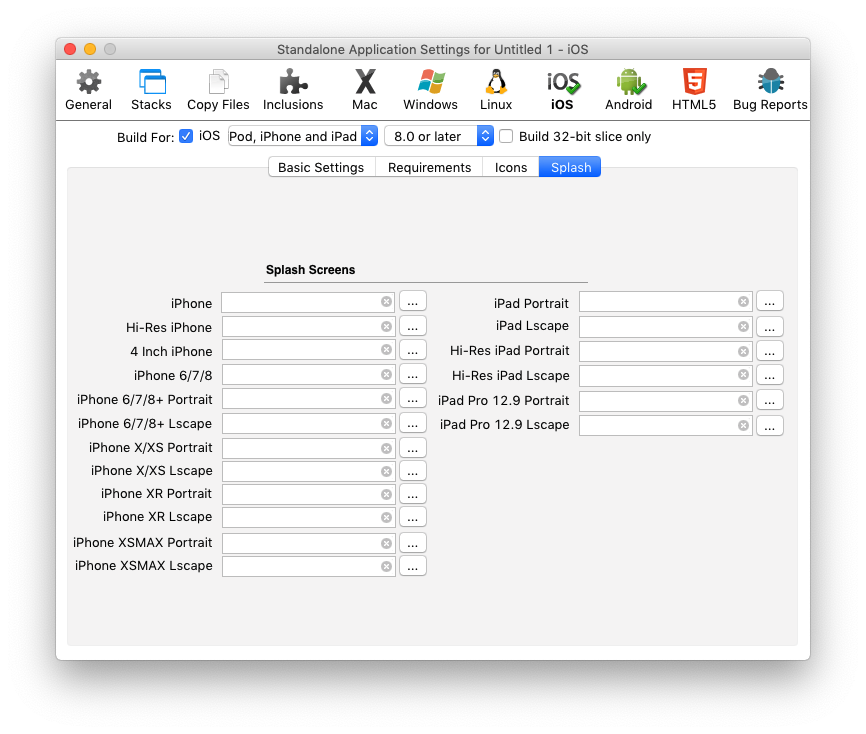 Standalone Application Settings for Untitled 1 - iOS
General Stacks Copy Files Inclusions Mac Windows Linux iOS Android HTML5 Bug Reports
Build For: iOS Pod, iPhone and iPad 8.0 or later Build 32-bit slice only
Basic Settings Requirements Icons Splash
Splash Screens
iPhone ... iPad Portrait ...
Hi-Res iPhone ... iPad Lscape ...
4 Inch iPhone ... Hi-Res iPad Portrait ...
iPhone 6/7/8 ... Hi-Res iPad Lscape ...
iPhone 6/7/8+ Portrait ... iPad Pro 12.9 Portrait ...
iPhone 6/7/8+ Lscape ... iPad Pro 12.9 Lscape ...
iPhone X/XS Portrait ...
iPhone X/XS Lscape ...
iPhone XR Portrait ...
iPhone XR Lscape ...
iPhone XSMAX Portrait ...
iPhone XSMAX Lscape ...